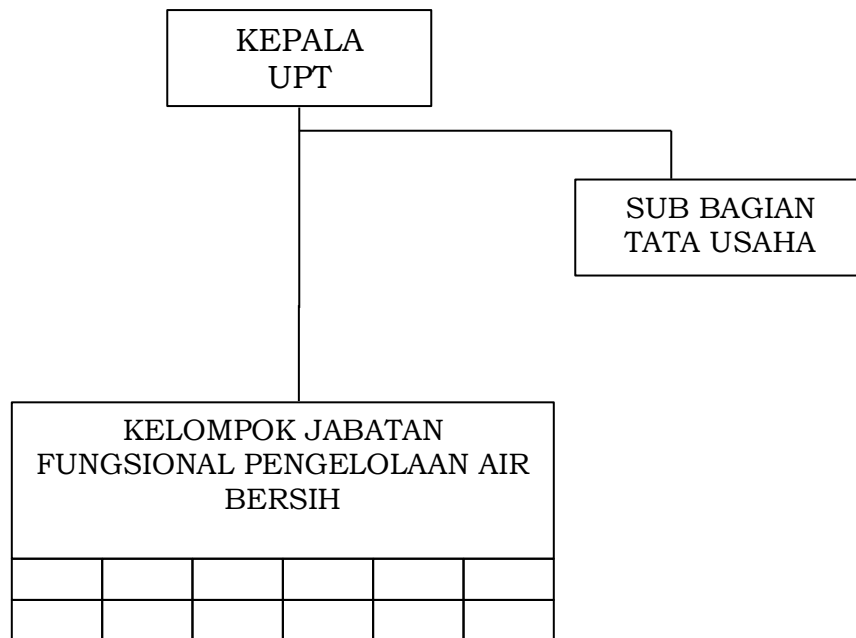 KEPALA
UPT
SUB BAGIAN
TATA USAHA
KELOMPOK JABATAN
FUNGSIONAL PENGELOLAAN AIR
BERSIH